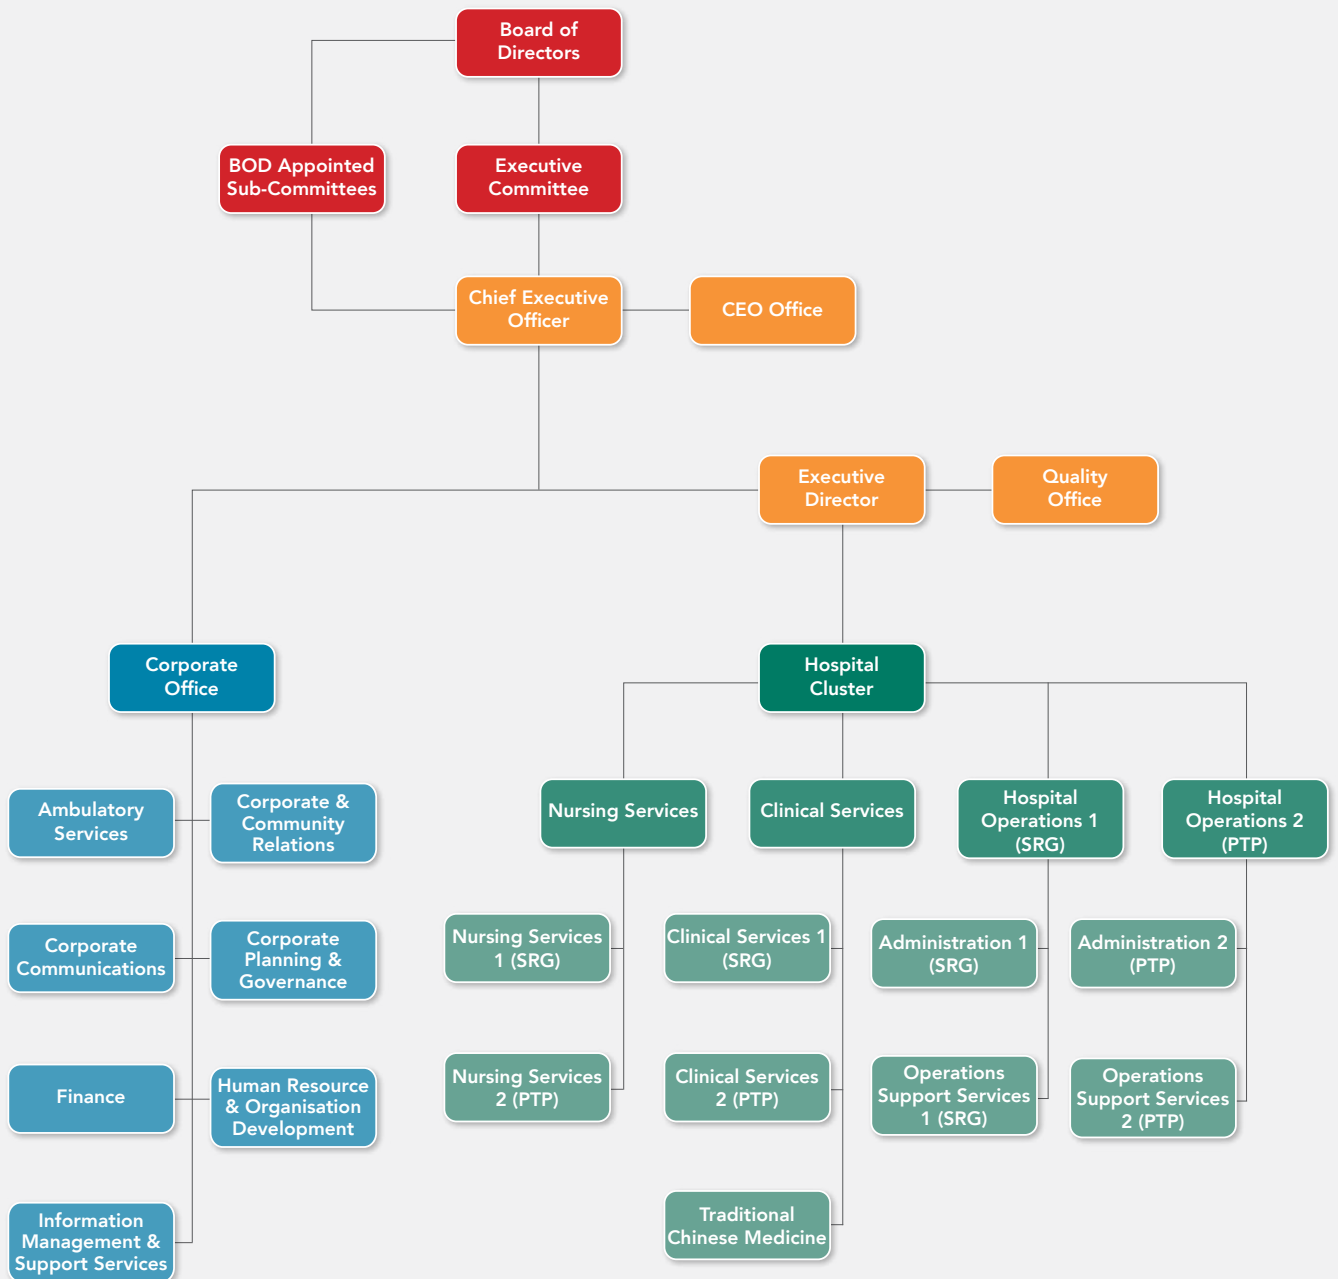 Board of
Directors
BOD Appointed
Sub-Committees
Executive
Committee
Chief Executive
Officer
CEO Office
Executive
Director
Quality
Office
Corporate
Office
Hospital
Cluster
Ambulatory
Services
Corporate &
Community
Relations
Nursing Services
Clinical Services
Hospital
Operations 1
(SRG)
Hospital
Operations 2
(PTP)
Corporate
Communications
Corporate
Planning &
Governance
Nursing Services
1 (SRG)
Clinical Services 1
(SRG)
Administration 1
(SRG)
Administration 2
(PTP)
Finance
Human Resource
& Organisation
Development
Nursing Services
2 (PTP)
Clinical Services
2 (PTP)
Operations
Support Services
1 (SRG)
Operations
Support Services
2 (PTP)
Information
Management &
Support Services
Traditional
Chinese Medicine